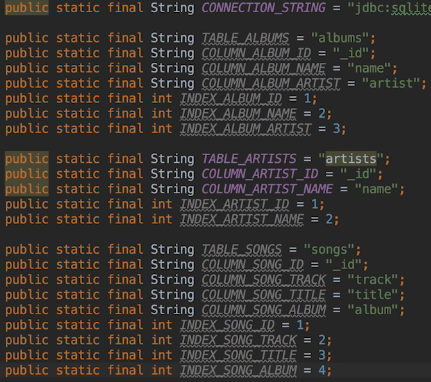 public static final String CONNECTION_STRING = "jdbc:sqlite
public static final String TABLE_ALBUMS = "albums";
public static final String COLUMN_ALBUM_ID = "_id";
public static final String COLUMN_ALBUM_NAME = "name";
public static final String COLUMN_ALBUM_ARTIST = "artist";
public static final int INDEX_ALBUM_ID = 1;
public static final int INDEX_ALBUM_NAME = 2;
public static final int INDEX_ALBUM_ARTIST = 3;
public static final String TABLE_ARTISTS = "artists";
public static final String COLUMN_ARTIST_ID = "_id";
public static final String COLUMN_ARTIST_NAME = "name";
public static final int INDEX_ARTIST_ID = 1;
public static final int INDEX_ARTIST_NAME = 2;
public static final String TABLE_SONGS = "songs";
public static final String COLUMN_SONG_ID = "_id";
public static final String COLUMN_SONG_TRACK = "track";
public static final String COLUMN_SONG_TITLE = "title";
public static final String COLUMN_SONG_ALBUM = "album";
public static final int INDEX_SONG_ID = 1;
public static final int INDEX_SONG_TRACK = 2;
public static final int INDEX_SONG_TITLE = 3;
public static final int INDEX_SONG_ALBUM = 4;